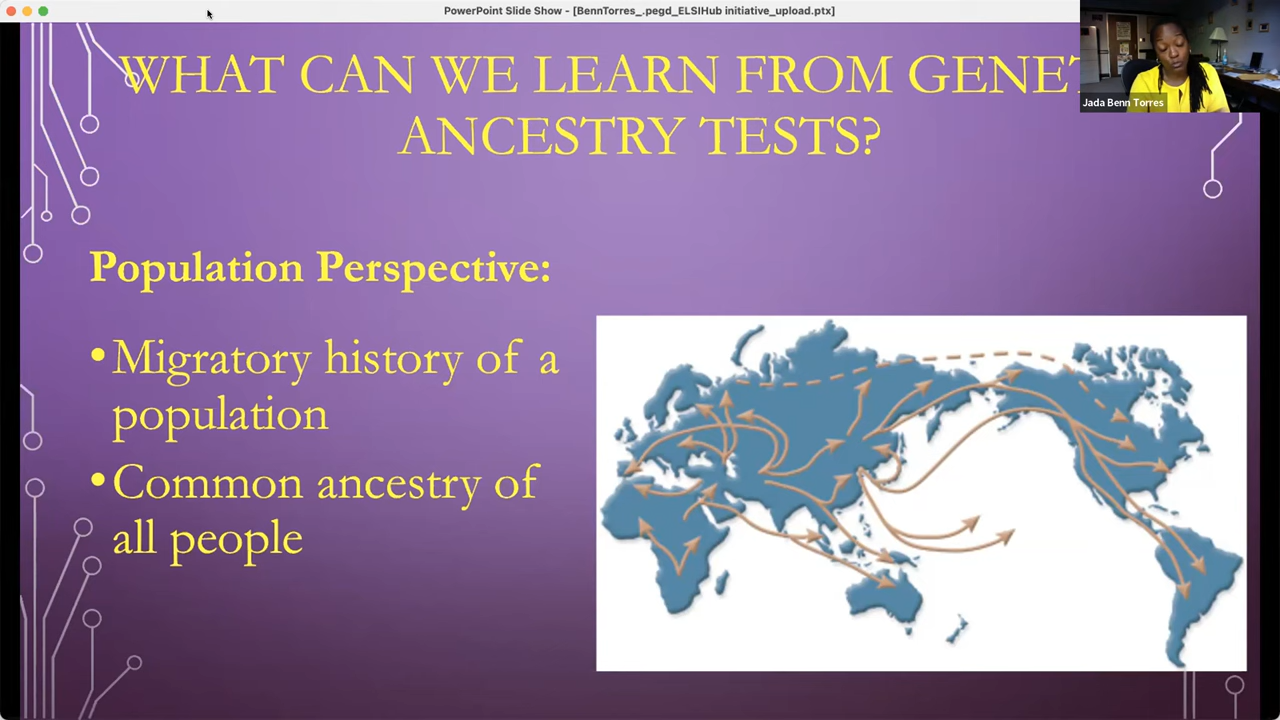 PowerPoint Slide Show - [BennTorres_.pegd_ELSIHub initiative_upload.ptx]
WHAT CAN WE LEARN FROM GENET
ANCESTRY TESTS?
Jada Benn Torres
Population Perspective:
•Migratory history of a
population
•Common ancestry of
all people